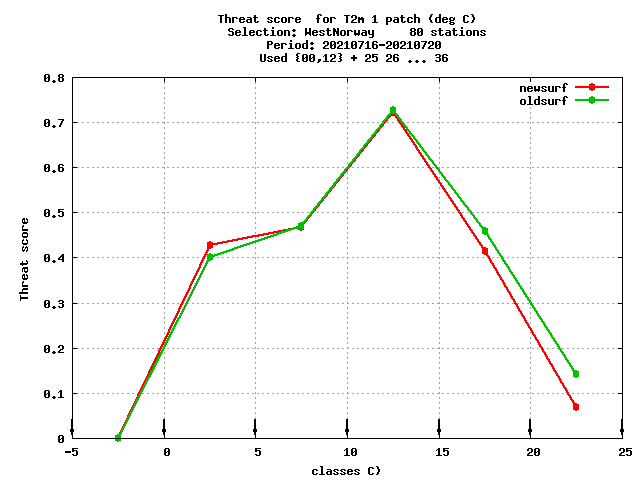 Threat score  for T2m 1 patch (deg C)
Selection: WestNorway     80 stations
Period: 20210716-20210720
Used {00,12} + 25 26 ... 36
newsurf
oldsurf
Threat score
0.8
0.7
0.6
0.5
0.4
0.3
0.2
0.1
0
-5 0 5 10 15 20 25
classes C)